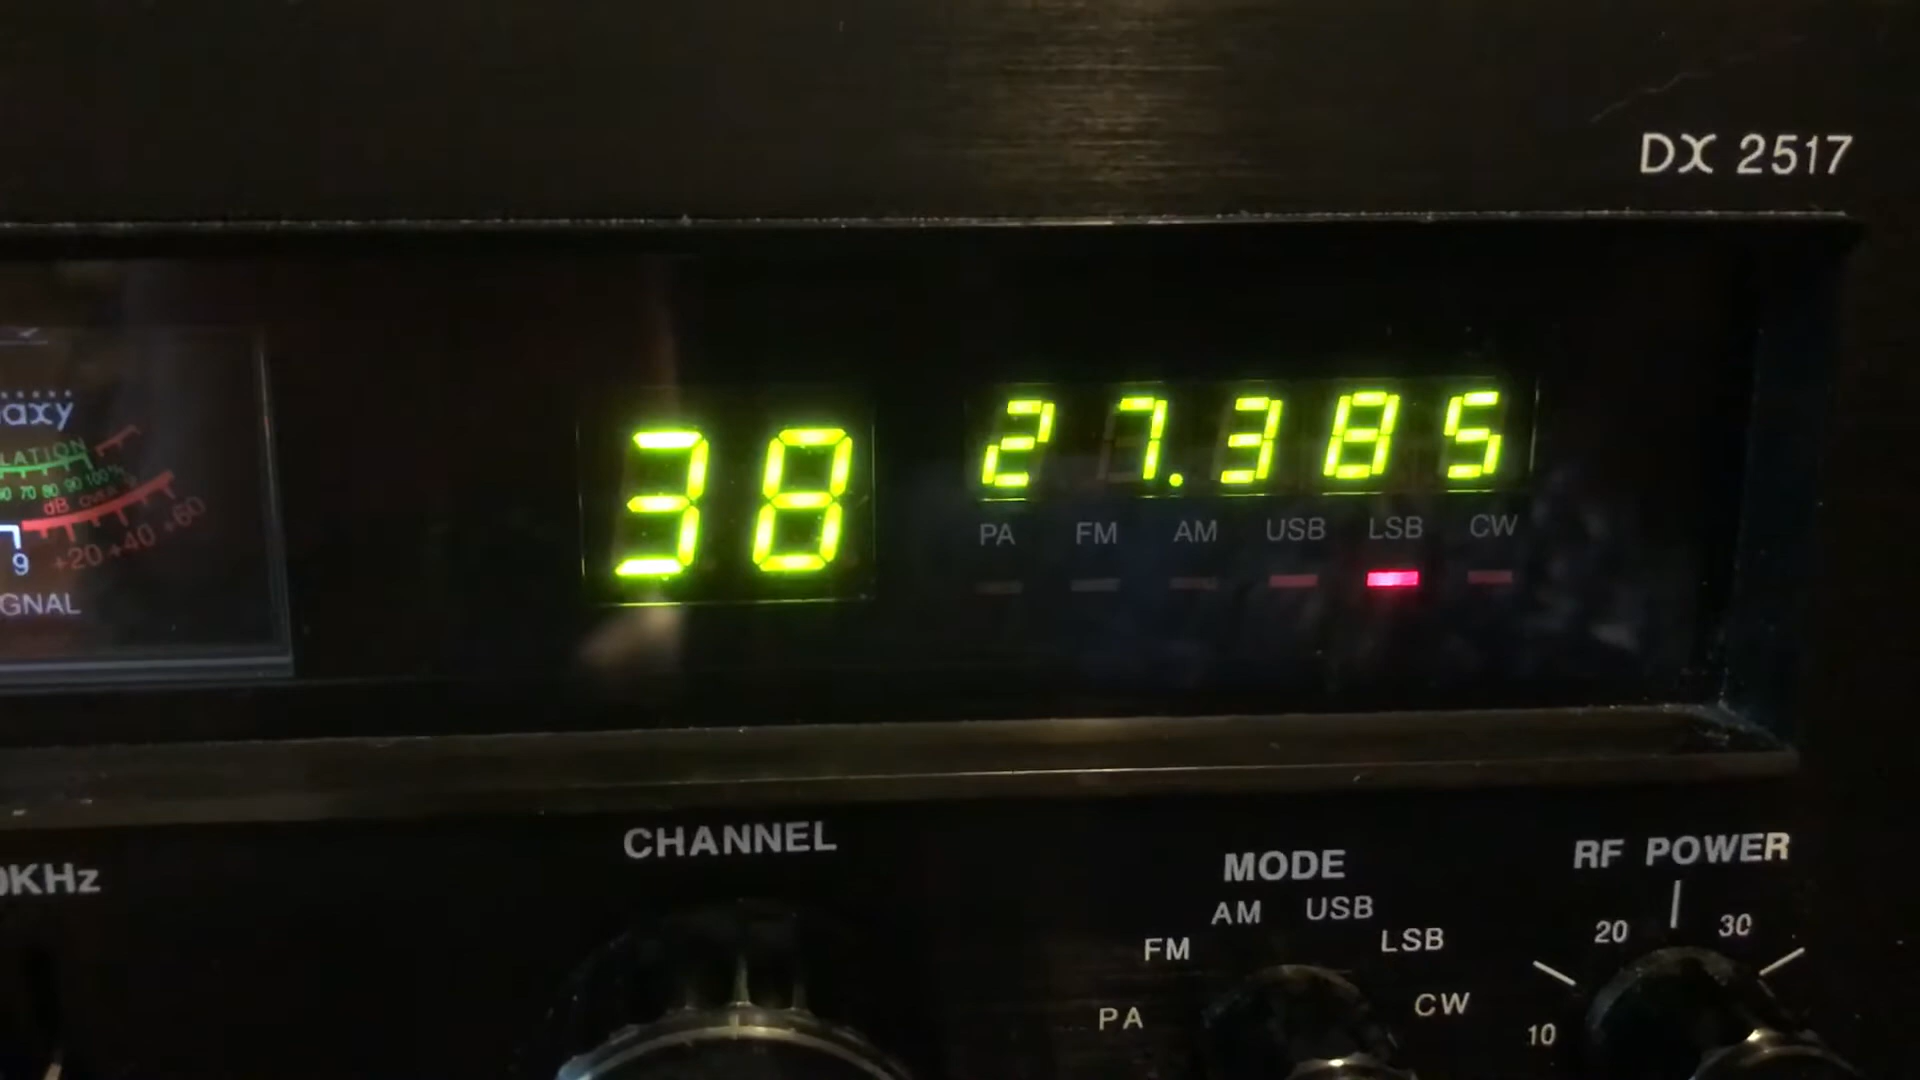 DX 2517
axy
LATION
70 80 90 100%
dB
9 +20 +40 +60
GNAL
38
27.385
PA FM AM USB LSB CW
0KHz
CHANNEL
MODE
PA FM AM USB LSB CW
RF POWER
10 20 30